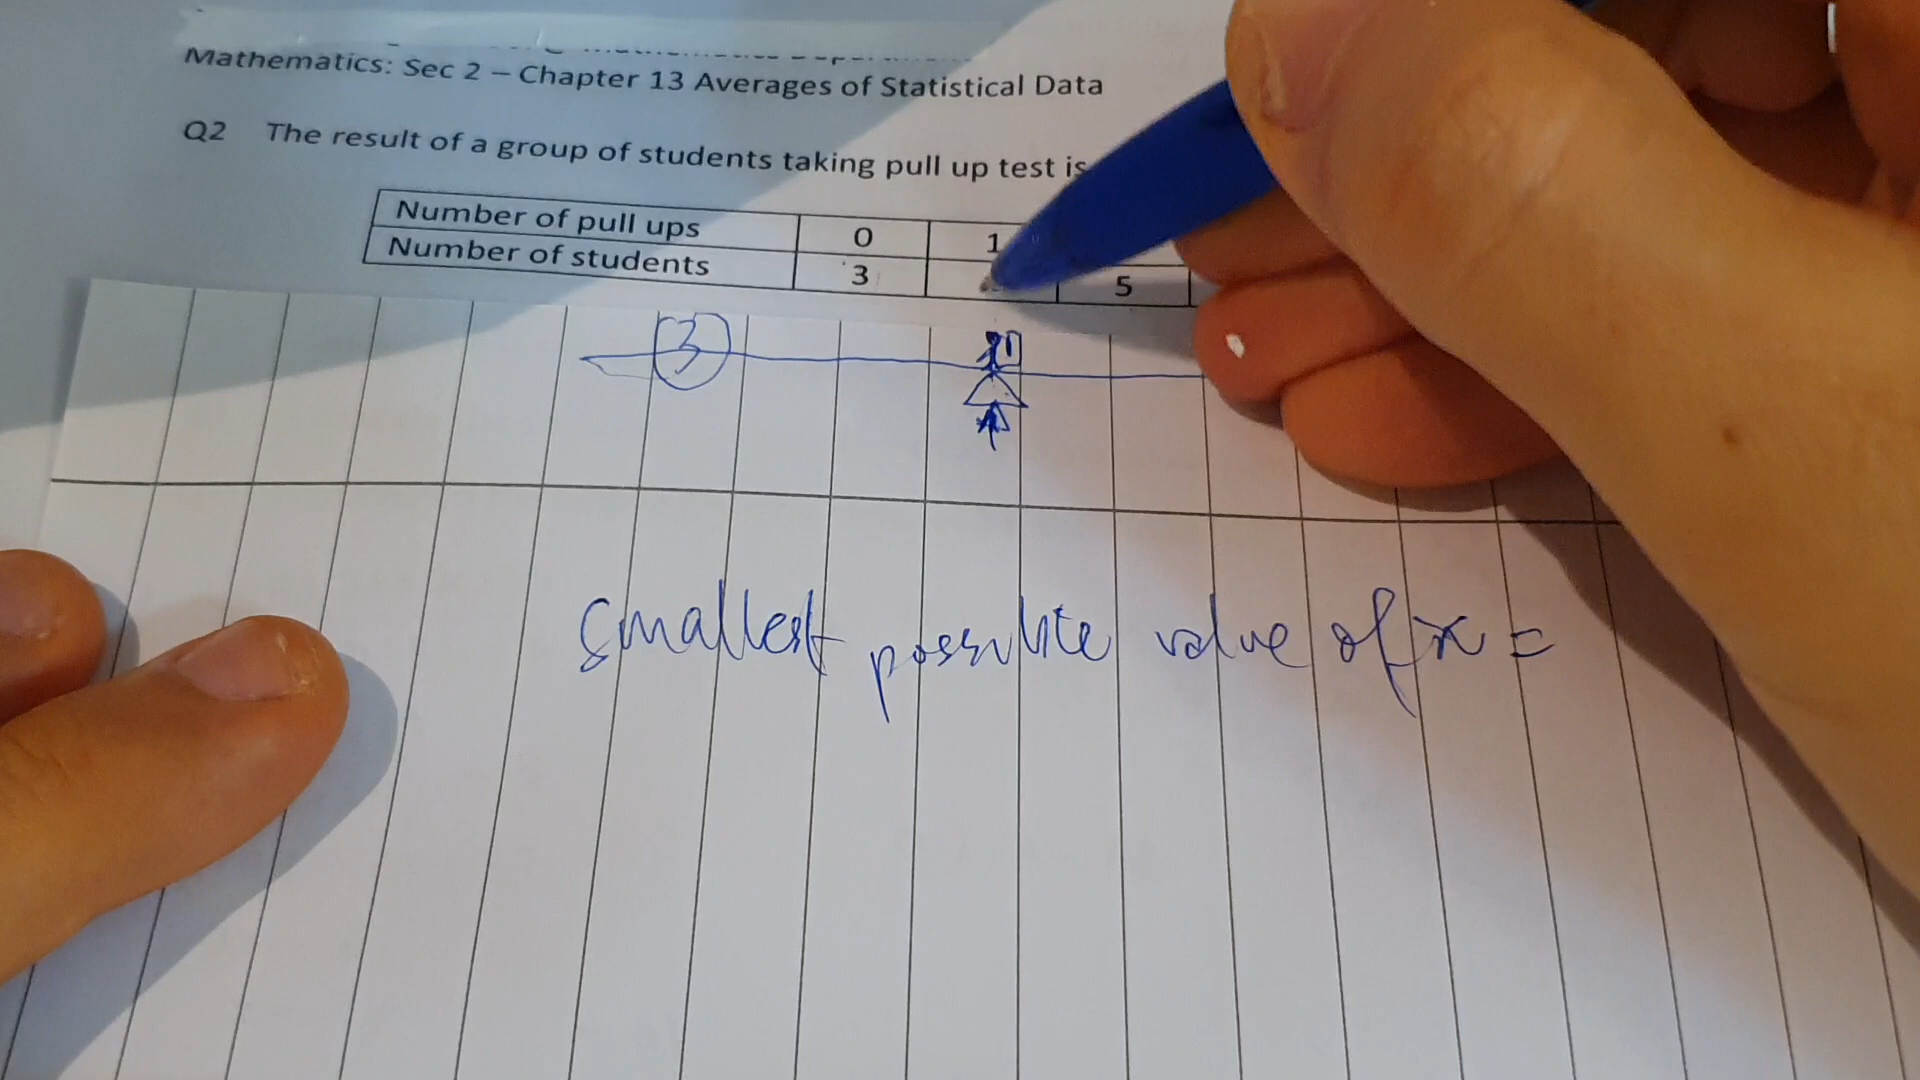 Mathematics: Sec 2 – Chapter 13 Averages of Statistical Data
Q2 The result of a group of students taking pull up test is
Number of pull ups 0 1
Number of students 3 5
3
smallest possible value of x =